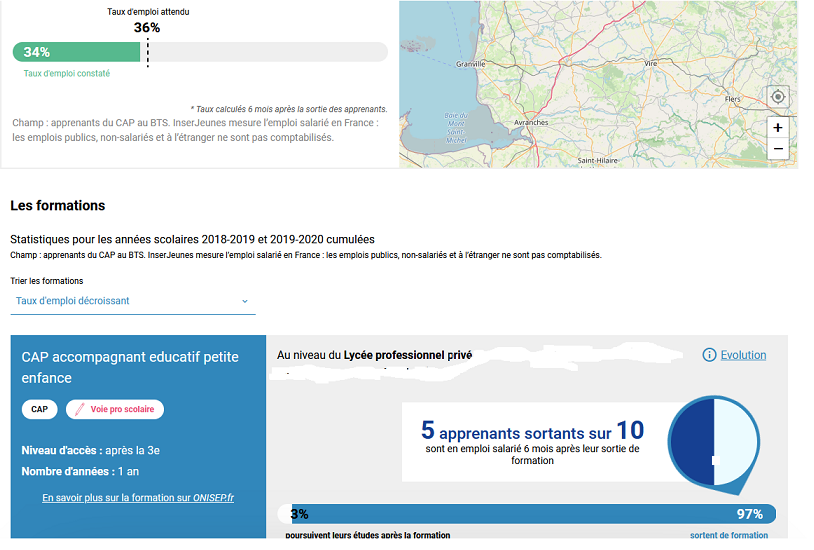 Taux d'emploi attendu
36%
34%
Taux d'emploi constaté
* Taux calculés 6 mois après la sortie des apprenants.
Champ : apprenants du CAP au BTS. InserJeunes mesure l'emploi salarié en France :
les emplois publics, non-salariés et à l'étranger ne sont pas comptabilisés.
Granville
Vire
Flers
Baie du
Mont
Saint-
Michel
Avranches
Saint-Hilaire
+
−
Les formations
Statistiques pour les années scolaires 2018-2019 et 2019-2020 cumulées
Champ : apprenants du CAP au BTS. InserJeunes mesure l'emploi salarié en France : les emplois publics, non-salariés et à l'étranger ne sont pas comptabilisés.
Trier les formations
Taux d'emploi décroissant
CAP accompagnant educatif petite
enfance
CAP
Voie pro scolaire
Niveau d'accès : après la 3e
Nombre d'années : 1 an
En savoir plus sur la formation sur ONISEP.fr
Au niveau du Lycée professionnel privé
Evolution
5 apprenants sortants sur 10
sont en emploi salarié 6 mois après leur sortie de
formation
3%
97%
poursuivent leurs études après la formation
sortent de formation